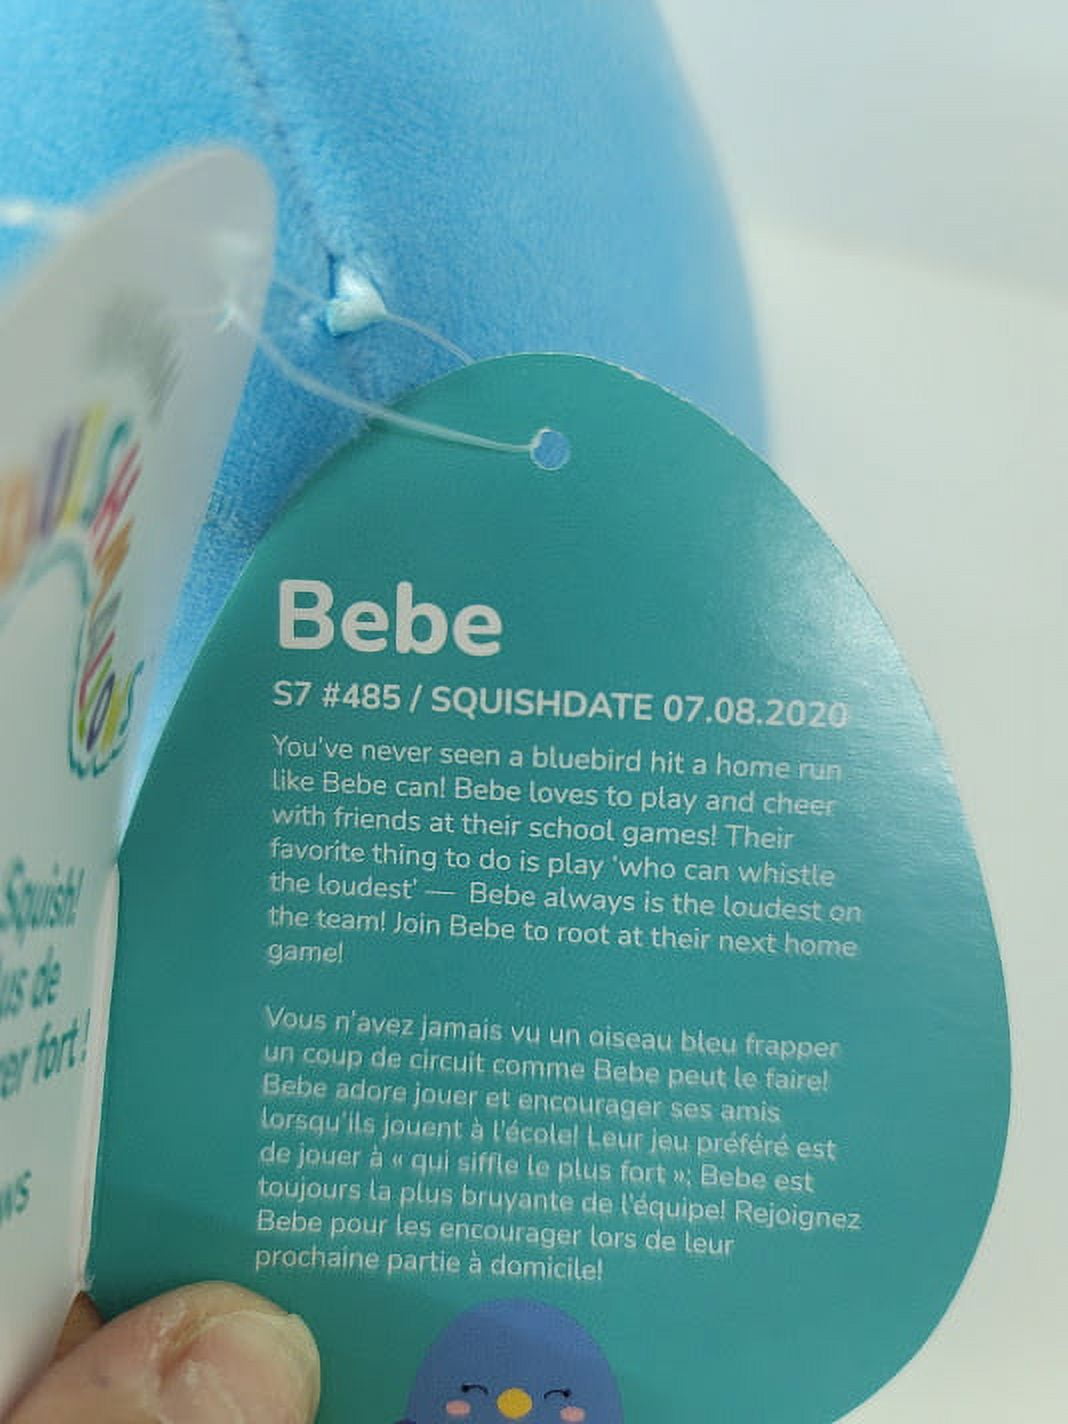 Bebe
S7 #485 / SQUISHDATE 07.08.2020
You've never seen a bluebird hit a home run
like Bebe can! Bebe loves to play and cheer
with friends at their school games! Their
favorite thing to do is play 'who can whistle
the loudest' — Bebe always is the loudest on
the team! Join Bebe to root at their next home
game!
Vous n'avez jamais vu un oiseau bleu frapper
un coup de circuit comme Bebe peut le faire!
Bebe adore jouer et encourager ses amis
lorsqu'ils jouent à l'école! Leur jeu préféré est
de jouer à « qui siffle le plus fort »; Bebe est
toujours la plus bruyante de l'équipe! Rejoignez
Bebe pour les encourager lors de leur
prochaine partie à domicile!
Squish!
de
fort!